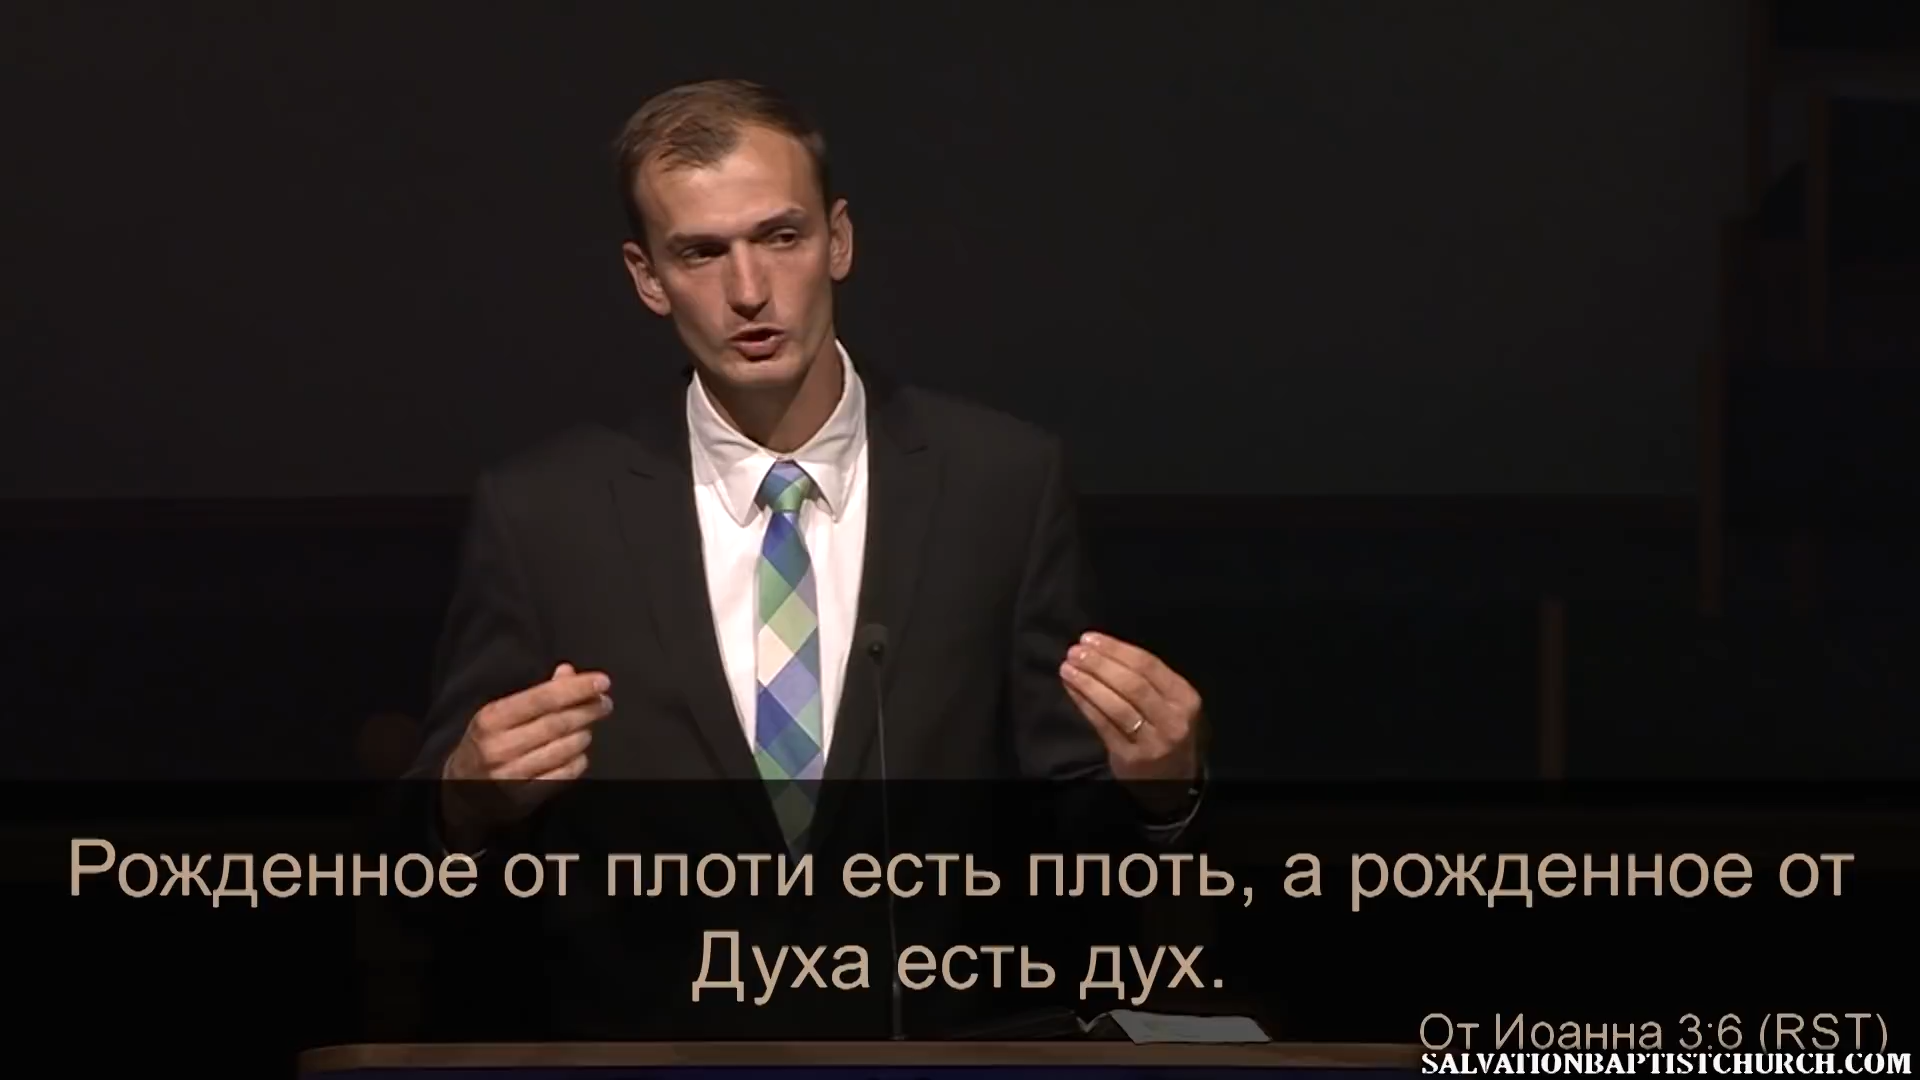 Рожденное от плоти есть плоть, а рожденное от
Духа есть дух.
От Иоанна 3:6 (RST)
SALVATIONBAPTISTCHURCH.COM